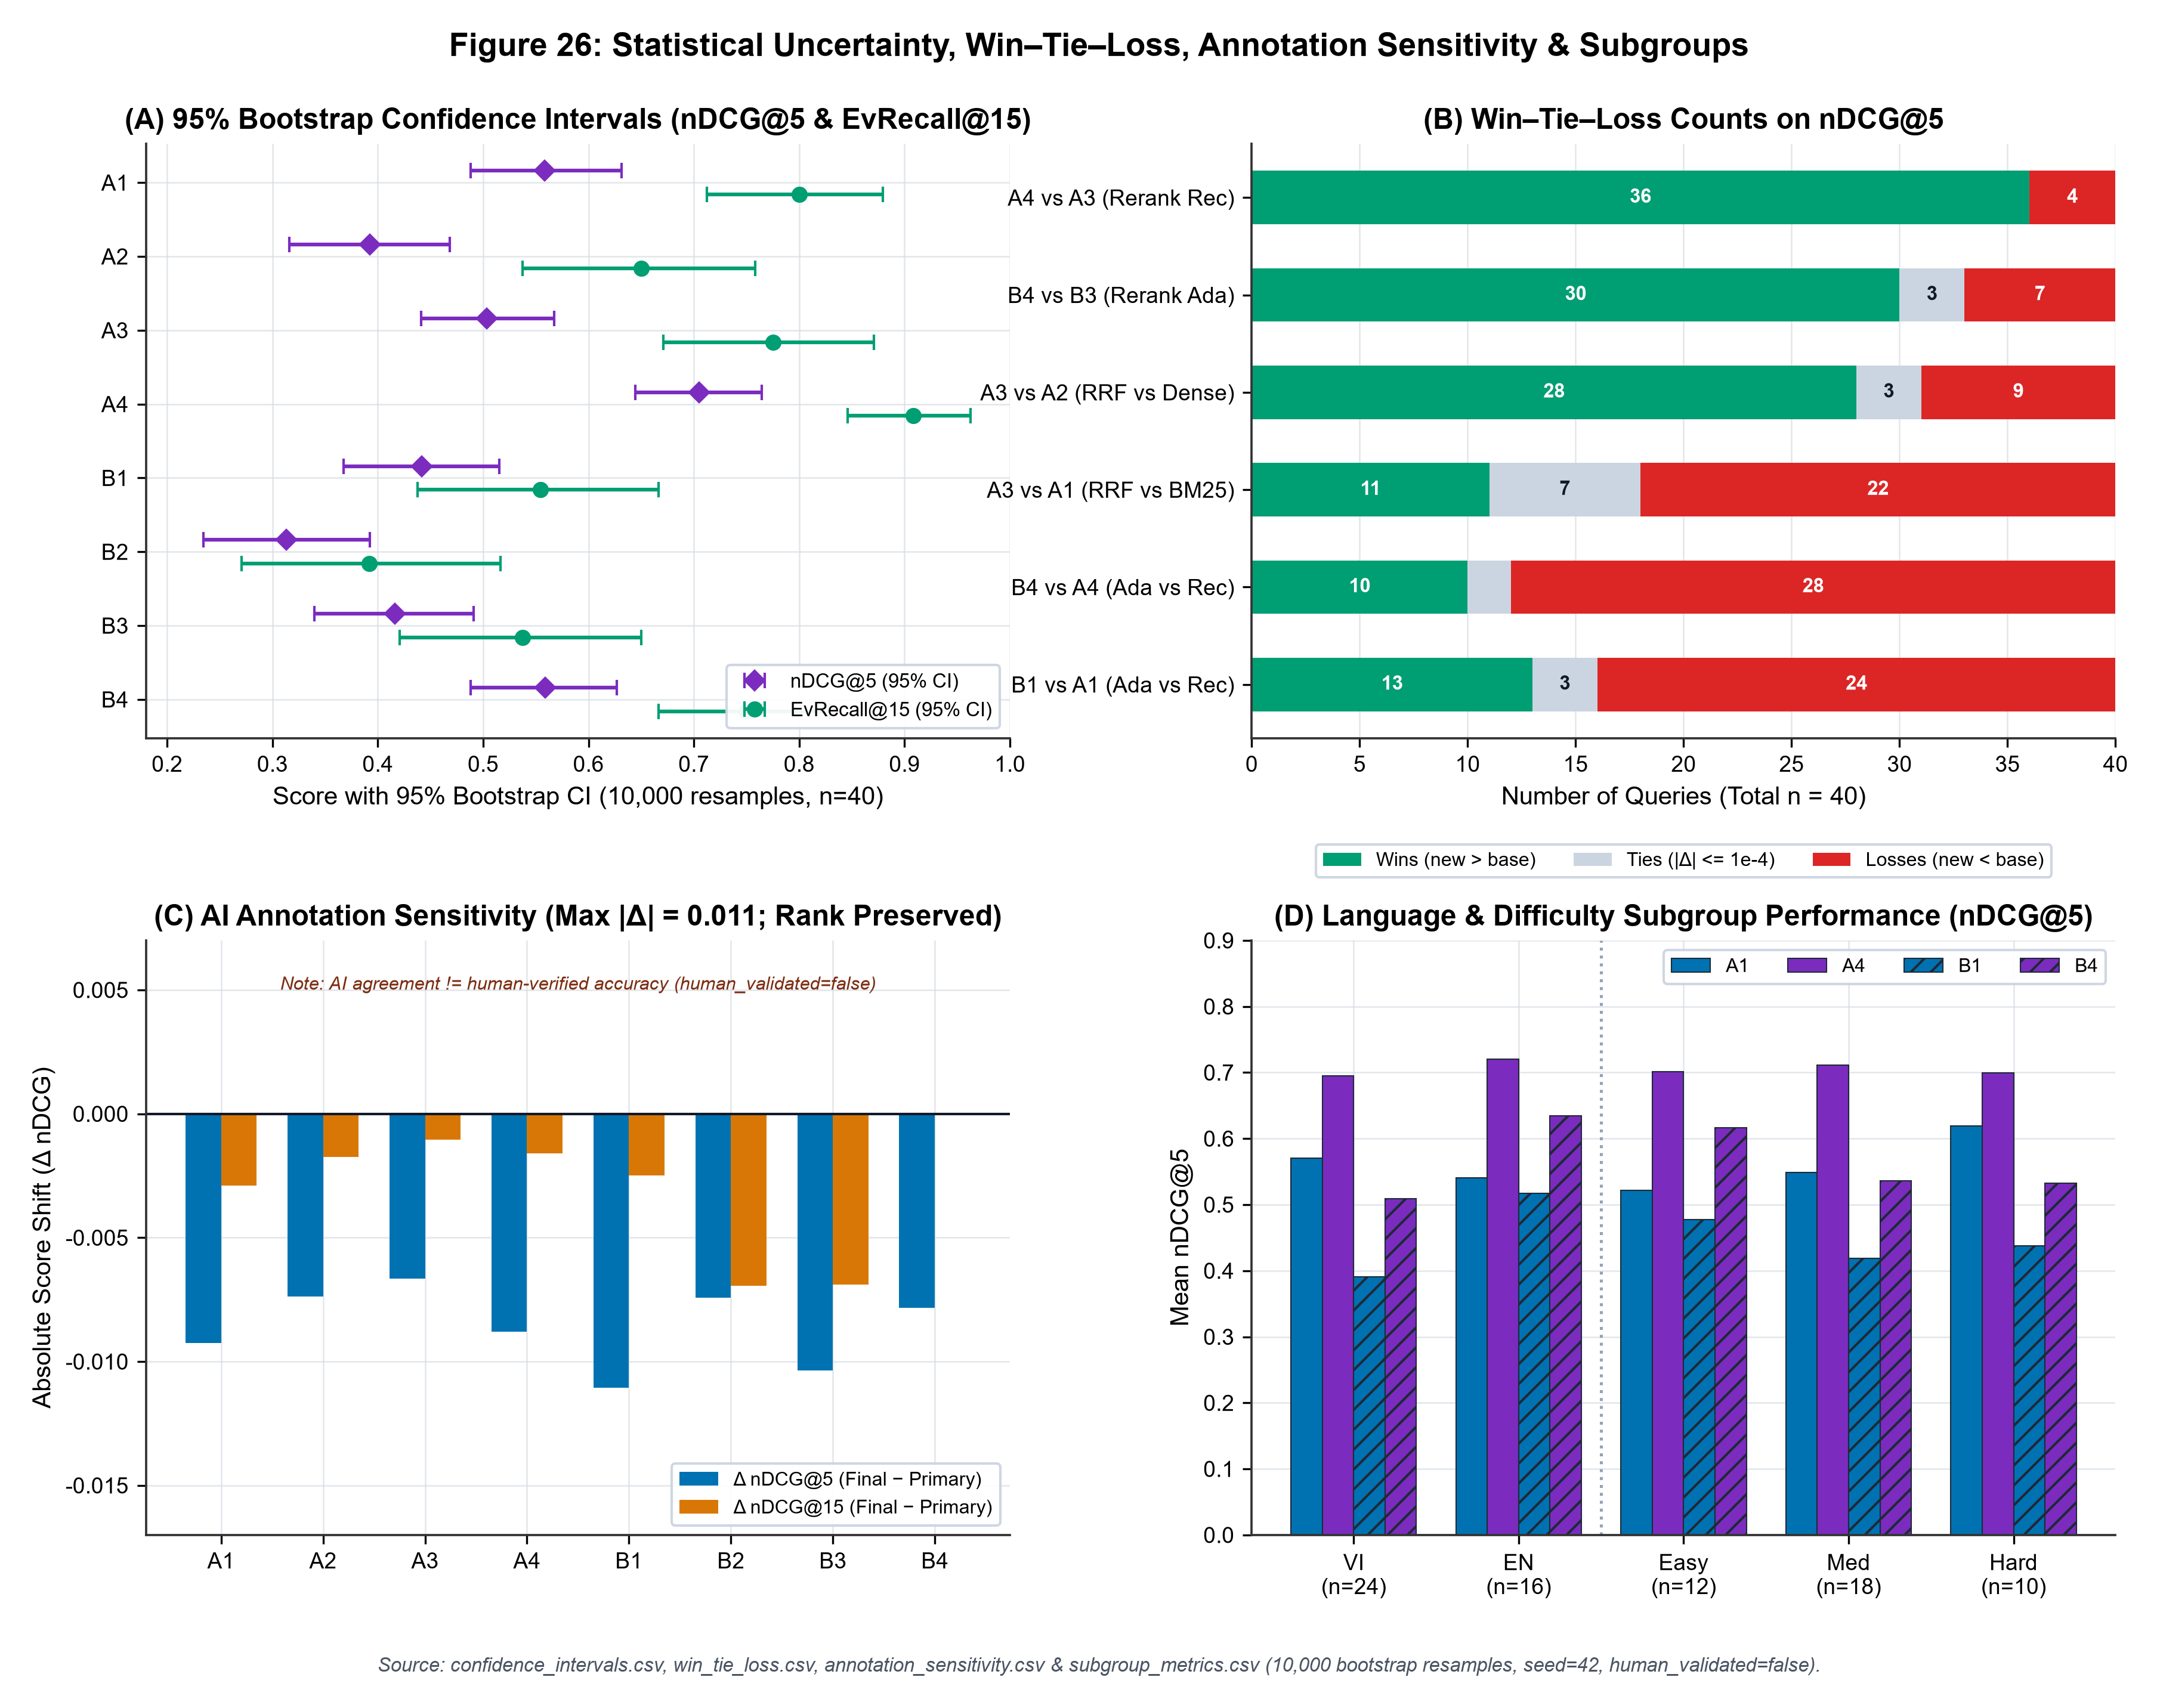 Figure 26: Statistical Uncertainty, Win–Tie–Loss, Annotation Sensitivity & Subgroups
(A) 95% Bootstrap Confidence Intervals (nDCG@5 & EvRecall@15)
A1
A2
A3
A4
B1
B2
B3
B4
nDCG@5 (95% CI)
EvRecall@15 (95% CI)
0.2 0.3 0.4 0.5 0.6 0.7 0.8 0.9 1.0
Score with 95% Bootstrap CI (10,000 resamples, n=40)
(B) Win–Tie–Loss Counts on nDCG@5
A4 vs A3 (Rerank Rec) 36 4
B4 vs B3 (Rerank Ada) 30 3 7
A3 vs A2 (RRF vs Dense) 28 3 9
A3 vs A1 (RRF vs BM25) 11 7 22
B4 vs A4 (Ada vs Rec) 10 28
B1 vs A1 (Ada vs Rec) 13 3 24
0 5 10 15 20 25 30 35 40
Number of Queries (Total n = 40)
Wins (new > base) Ties (|Δ| <= 1e-4) Losses (new < base)
(C) AI Annotation Sensitivity (Max |Δ| = 0.011; Rank Preserved)
Note: AI agreement != human-verified accuracy (human_validated=false)
Absolute Score Shift (Δ nDCG)
0.005
0.000
-0.005
-0.010
-0.015
Δ nDCG@5 (Final − Primary)
Δ nDCG@15 (Final − Primary)
A1 A2 A3 A4 B1 B2 B3 B4
(D) Language & Difficulty Subgroup Performance (nDCG@5)
A1 A4 B1 B4
Mean nDCG@5
0.9
0.8
0.7
0.6
0.5
0.4
0.3
0.2
0.1
0.0
VI EN Easy Med Hard
(n=24) (n=16) (n=12) (n=18) (n=10)
Source: confidence_intervals.csv, win_tie_loss.csv, annotation_sensitivity.csv & subgroup_metrics.csv (10,000 bootstrap resamples, seed=42, human_validated=false).